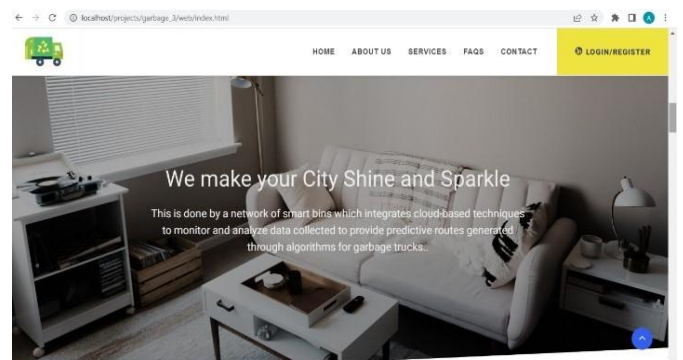 localhost/projects/garbage_3/web/index.html
HOME ABOUT US SERVICES FAQS CONTACT LOGIN/REGISTER
We make your City Shine and Sparkle
This is done by a network of smart bins which integrates cloud-based techniques
to monitor and analyze data collected to provide predictive routes generated
through algorithms for garbage trucks..